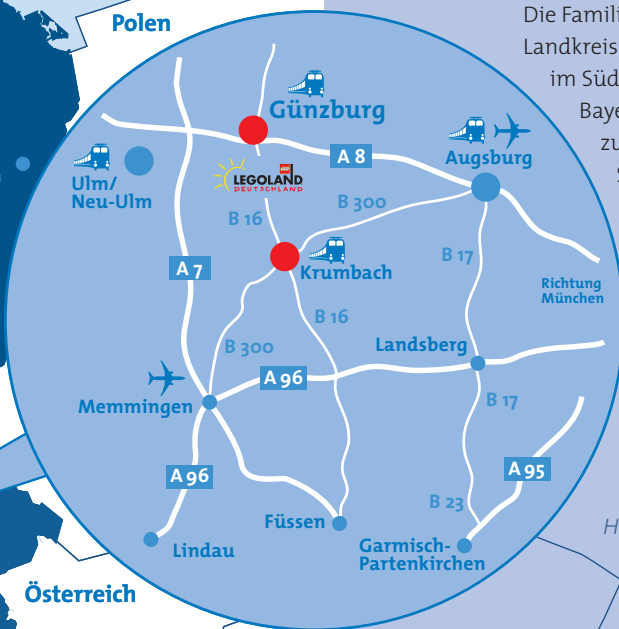 Polen
Die Famili
Landkreis
im Süd
Baye
zu
Günzburg
A 8
Augsburg
Ulm/
Neu-Ulm
LEGO
LEGOLAND
DEUTSCHLAND
B 16
B 300
A 7
Krumbach
B 17
Richtung
München
B 16
B 300
Landsberg
A 96
Memmingen
B 17
A 96
A 95
B 23
Füssen
Lindau
Garmisch-
Partenkirchen
H
Österreich